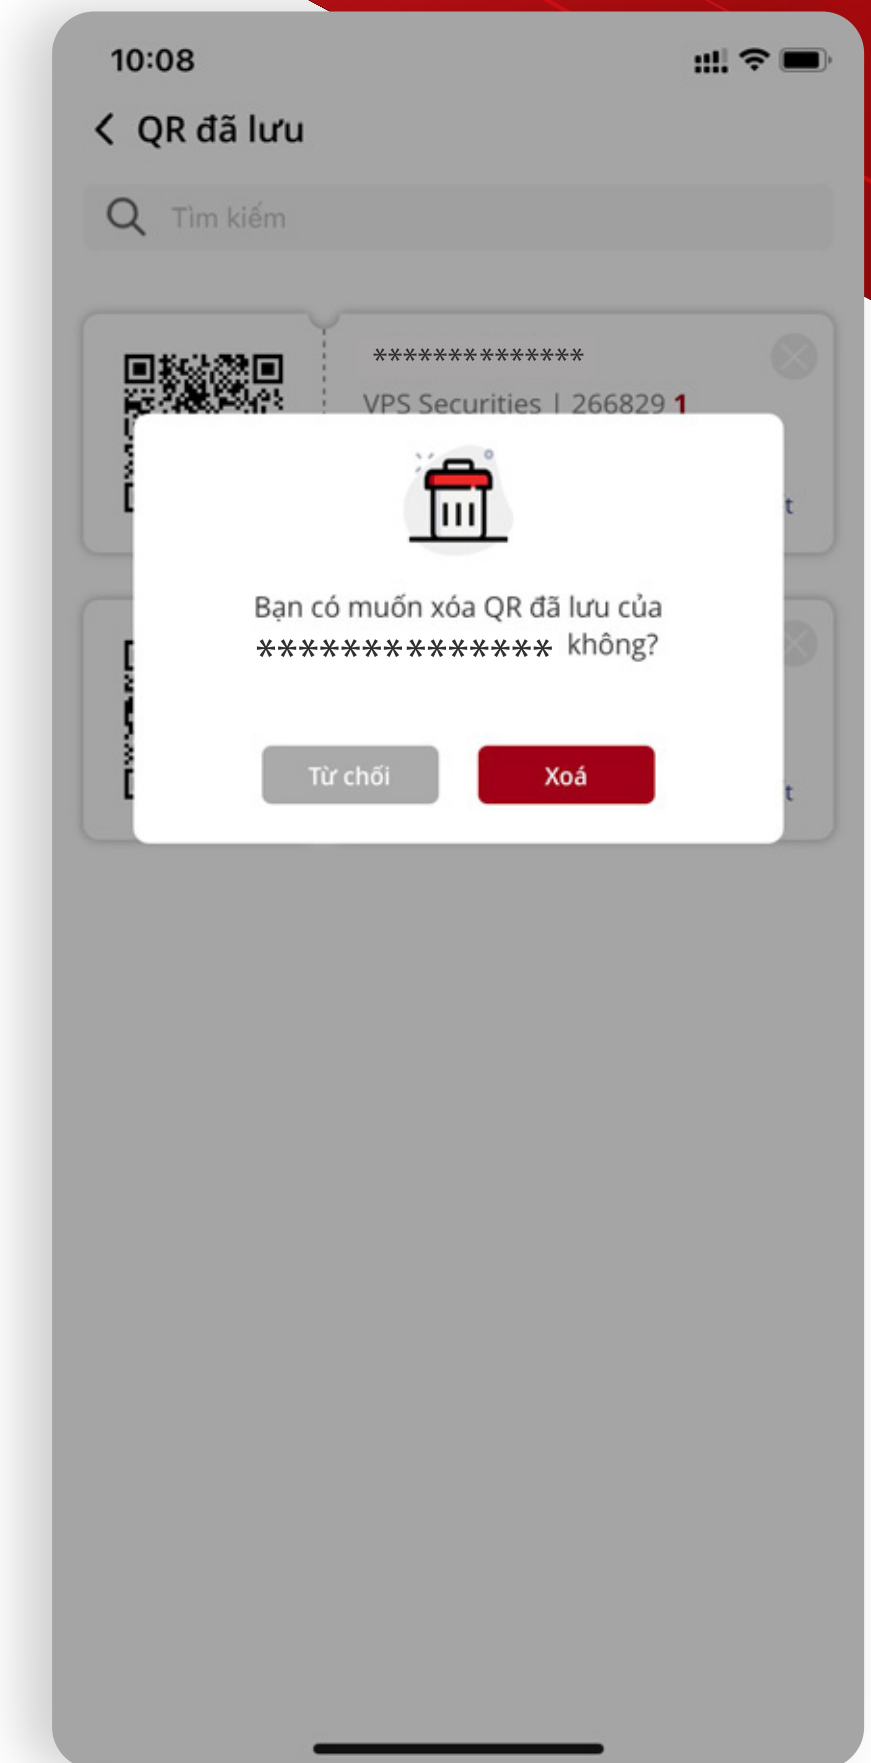 10:08
QR đã lưu
Tìm kiếm
**************
VPS Securities | 266829 1
t
Bạn có muốn xóa QR đã lưu của
************** không?
Từ chối
Xoá
t